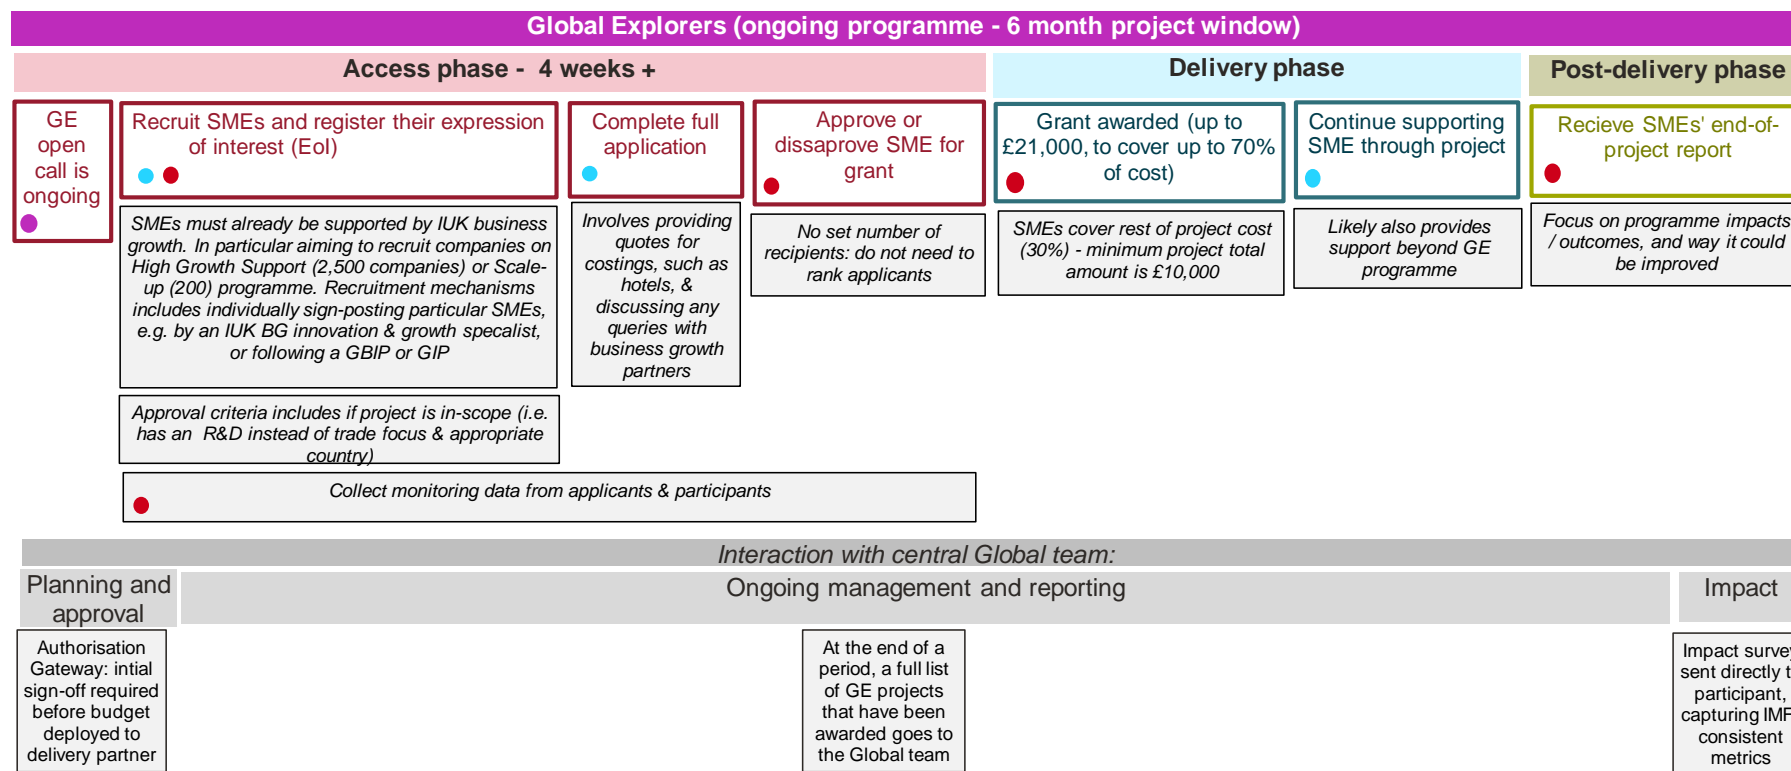 Global Explorers (ongoing programme - 6 month project window)
Access phase - 4 weeks +
Delivery phase
Post-delivery phase
GE
open
call is
ongoing
Recruit SMEs and register their expression
of interest (EoI)
Complete full
application
Approve or
dissaprove SME for
grant
Grant awarded (up to
£21,000, to cover up to 70%
of cost)
Continue supporting
SME through project
Recieve SMEs' end-of-
project report
SMEs must already be supported by IUK business
growth. In particular aiming to recruit companies on
High Growth Support (2,500 companies) or Scale-
up (200) programme. Recruitment mechanisms
includes individually sign-posting particular SMEs,
e.g. by an IUK BG innovation & growth specalist,
or following a GBIP or GIP
Involves providing
quotes for
costings, such as
hotels, &
discussing any
queries with
business growth
partners
No set number of
recipients: do not need to
rank applicants
SMEs cover rest of project cost
(30%) - minimum project total
amount is £10,000
Likely also provides
support beyond GE
programme
Focus on programme impacts
/ outcomes, and way it could
be improved
Approval criteria includes if project is in-scope (i.e.
has an R&D instead of trade focus & appropriate
country)
Collect monitoring data from applicants & participants
Interaction with central Global team:
Planning and
approval
Ongoing management and reporting
Impact
Authorisation
Gateway: intial
sign-off required
before budget
deployed to
delivery partner
At the end of a
period, a full list
of GE projects
that have been
awarded goes to
the Global team
Impact survey
sent directly
participant,
capturing
consistent
metrics